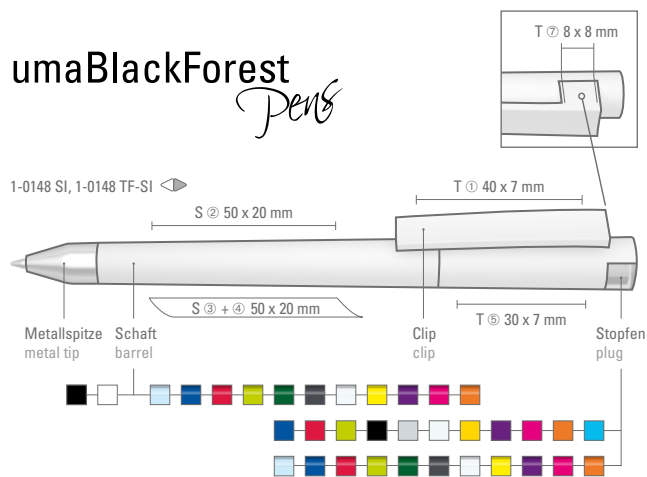 T ⑦ 8 x 8 mm
umaBlackForest
Pens
1-0148 SI, 1-0148 TF-SI
T ① 40 x 7 mm
S ② 50 x 20 mm
S ③ + ④ 50 x 20 mm
T ⑤ 30 x 7 mm
Metallspitze Schaft Clip Stopfen
metal tip barrel clip plug